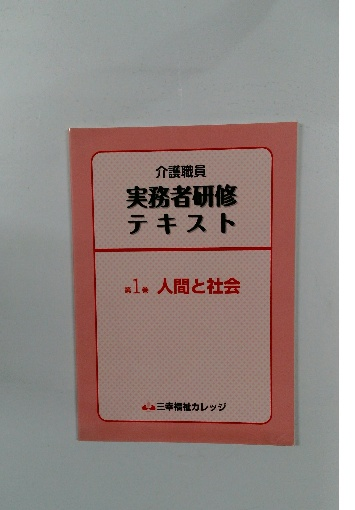 介護職員
実務者研修
テキスト
第1巻 人間と社会
三幸福祉カレッジ